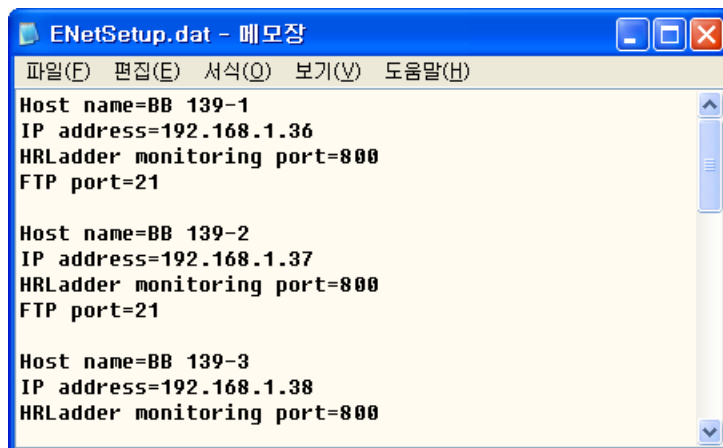 ENetSetup.dat - 메모장
파일(F) 편집(E) 서식(O) 보기(V) 도움말(H)
Host name=BB 139-1
IP address=192.168.1.36
HRLadder monitoring port=800
FTP port=21
Host name=BB 139-2
IP address=192.168.1.37
HRLadder monitoring port=800
FTP port=21
Host name=BB 139-3
IP address=192.168.1.38
HRLadder monitoring port=800